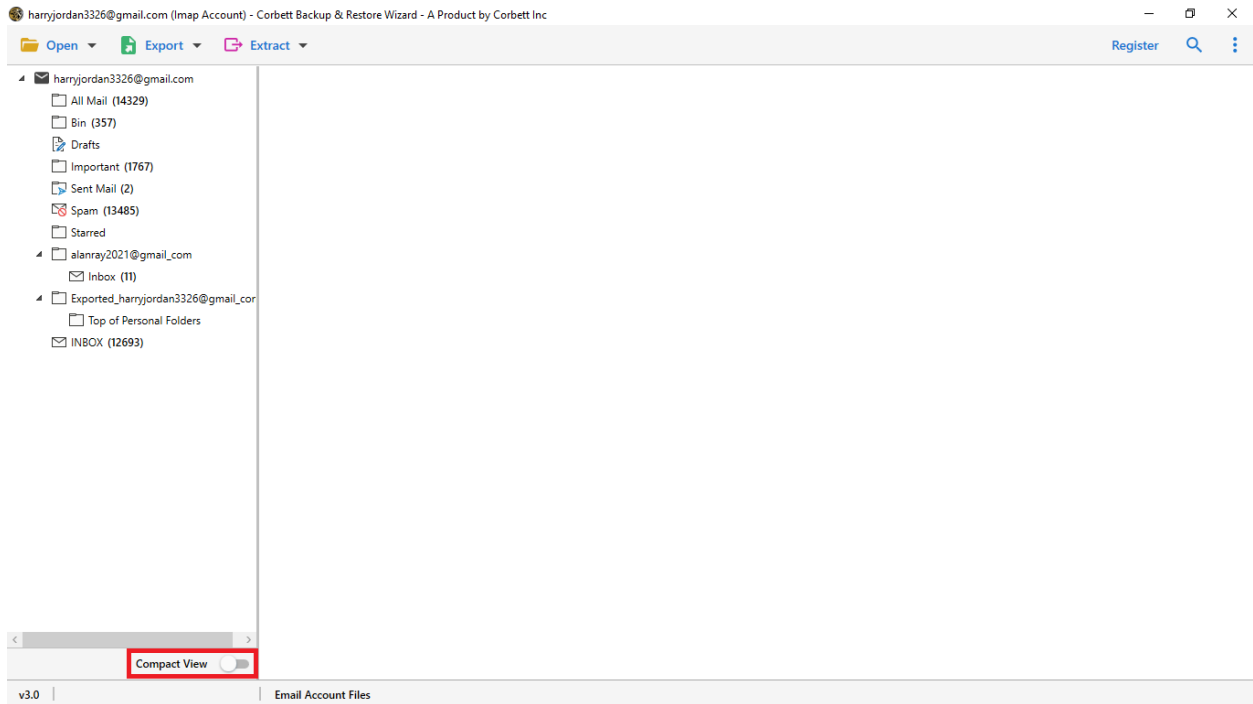 harryjordan3326@gmail.com (Imap Account) - Corbett Backup & Restore Wizard - A Product by Corbett Inc
Open Export Extract Register
harryjordan3326@gmail.com
All Mail (14329)
Bin (357)
Drafts
Important (1767)
Sent Mail (2)
Spam (13485)
Starred
alanray2021@gmail_com
Inbox (11)
Exported_harryjordan3326@gmail_cor
Top of Personal Folders
INBOX (12693)
Compact View
v3.0 Email Account Files